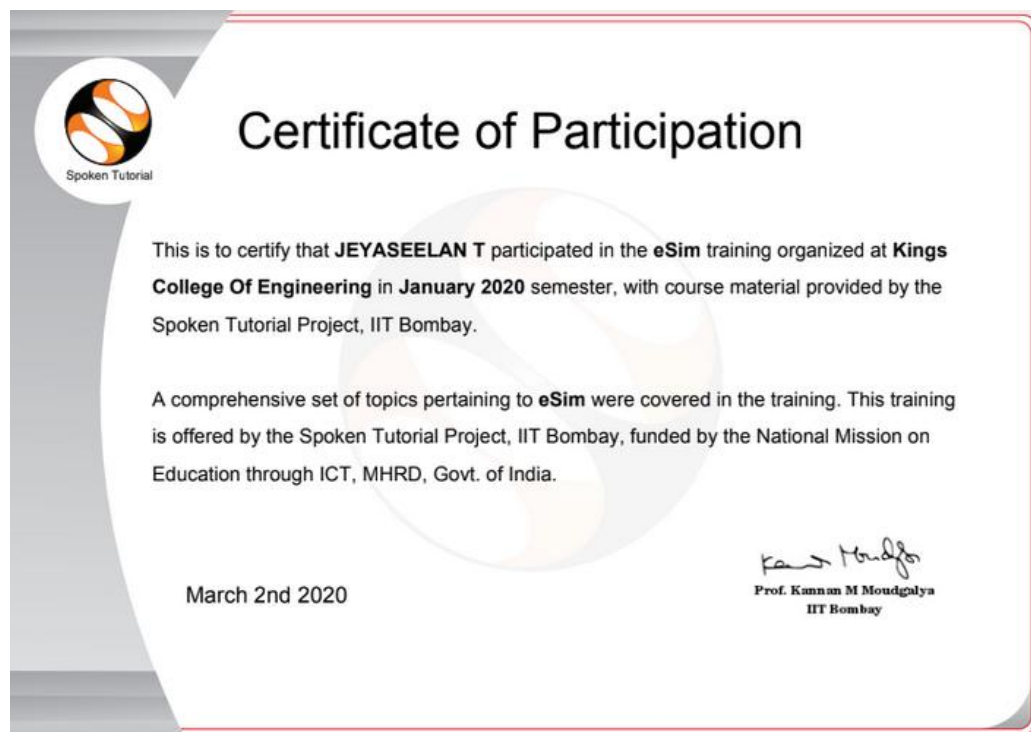 Spoken Tutorial
Certificate of Participation
This is to certify that JEYASEELAN T participated in the eSim training organized at Kings
College Of Engineering in January 2020 semester, with course material provided by the
Spoken Tutorial Project, IIT Bombay.
A comprehensive set of topics pertaining to eSim were covered in the training. This training
is offered by the Spoken Tutorial Project, IIT Bombay, funded by the National Mission on
Education through ICT, MHRD, Govt. of India.
March 2nd 2020
Prof. Kannan M Moudgalya
IIT Bombay